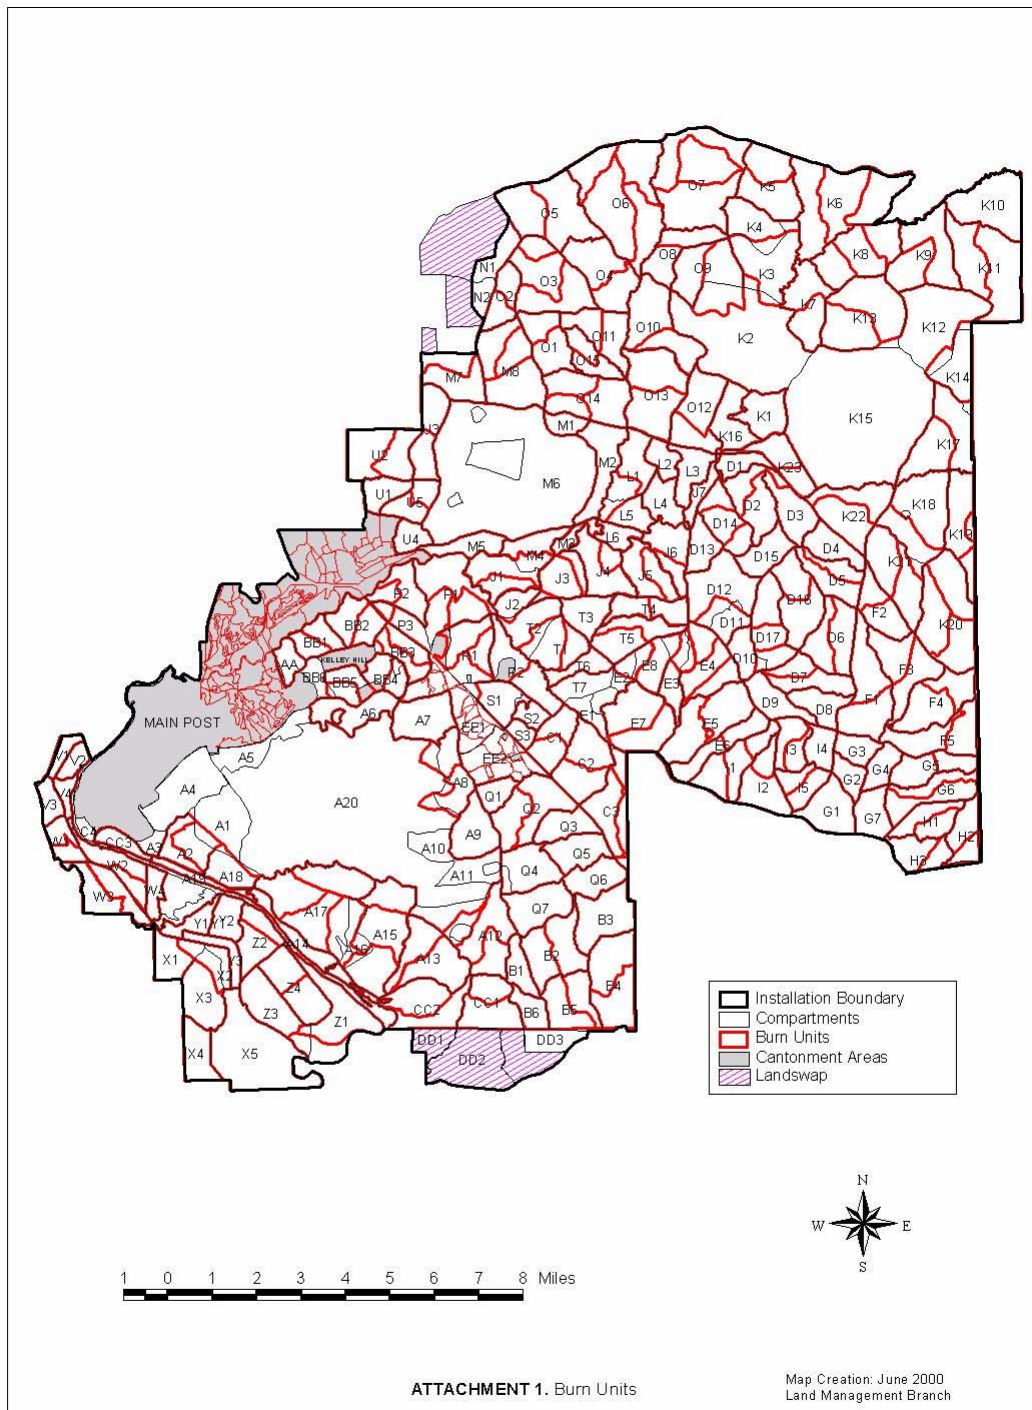 O7
K5
O6
K6
O5
K10
K4
O8
O9
K8
K9
K11
N1
O3
O4
K3
N2
O2
K7
K13
K12
O10
O11
K2
O1
O15
M8
M7
K14
O14
O13
O12
K1
K15
M1
U3
K16
K17
U2
M2
L2
L3
D1
K23
L1
M6
U1
U5
L4
D2
K18
L5
D14
D3
K22
U4
M5
M3
L6
J6
D13
D15
D4
K19
M4
J4
K21
J1
J3
J5
D12
D5
P2
P1
J2
D16
T3
T4
D11
F2
BB2
P3
T2
D17
D6
K20
BB1
T5
AA
KELLEY HILL
BB3
R1
E8
E4
D10
F3
BB6
BB5
BB4
R2
T6
E2
E3
D7
T7
S1
D9
D8
F1
F4
MAIN POST
A6
A7
S2
E1
E7
E5
EE1
S3
C1
E6
I3
I4
G3
F5
V1
V2
A5
EE2
C2
I1
G4
G5
A4
A20
A8
Q1
I2
I5
G2
G6
V4
V3
Q2
C3
G1
G7
A1
Q3
H1
C4
CC3
A3
A2
A9
A10
Q5
H2
H3
W2
A18
A11
Q4
Q6
A19
W3
W4
A17
Q7
B3
Y1
Y2
A15
A12
Z2
A14
A16
A13
B2
X1
Y3
B1
X2
Z4
B4
X3
Z3
CC2
CC1
B6
B5
Z1
DD1
DD3
X4
X5
DD2
Installation Boundary
Compartments
Burn Units
Cantonment Areas
Landswap
N
W E
S
1 0 1 2 3 4 5 6 7 8 Miles
ATTACHMENT 1. Burn Units
Map Creation: June 2000
Land Management Branch